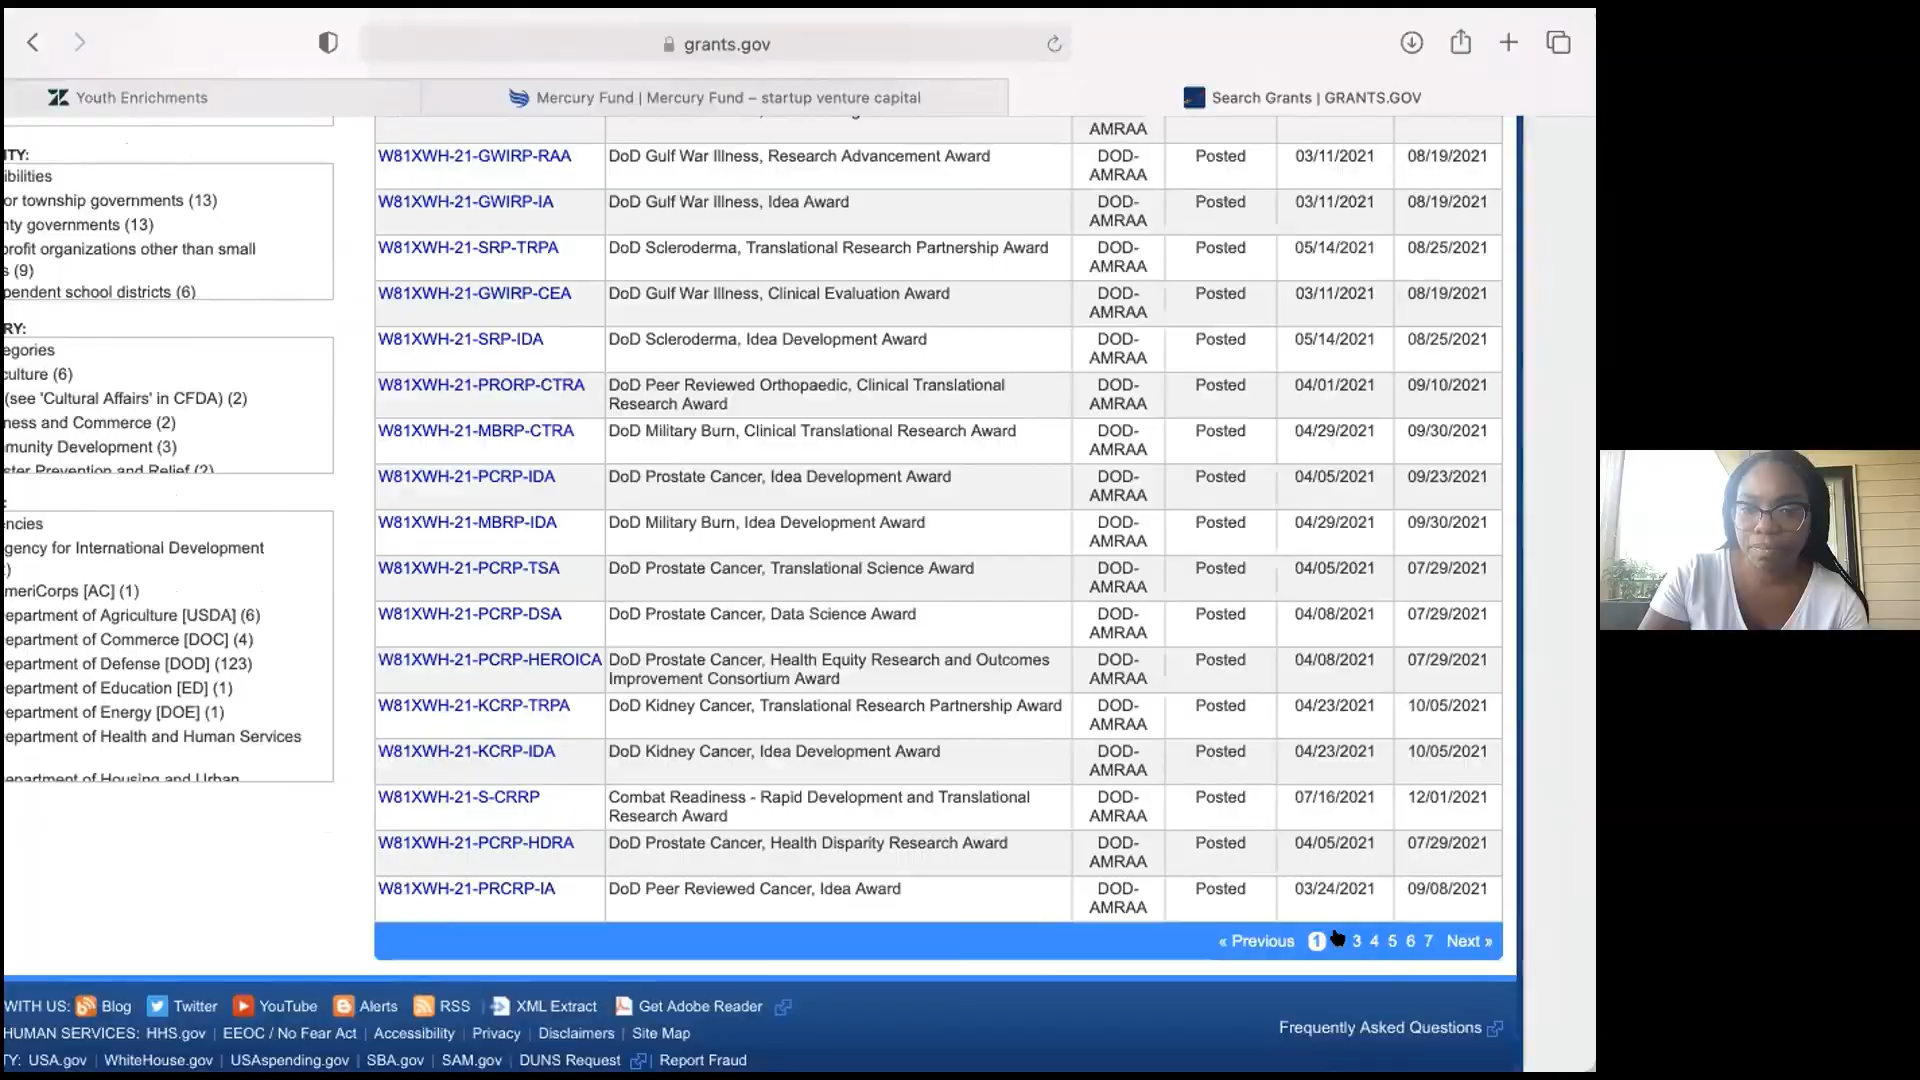 grants.gov
Youth Enrichments
Mercury Fund | Mercury Fund – startup venture capital
Search Grants | GRANTS.GOV
ITY:
ibilities
or township governments (13)
nty governments (13)
profit organizations other than small
s (9)
pendent school districts (6)
RY:
egories
culture (6)
(see 'Cultural Affairs' in CFDA) (2)
ness and Commerce (2)
mmunity Development (3)
ster Prevention and Relief (2)
:
encies
gency for International Development
)
meriCorps [AC] (1)
epartment of Agriculture [USDA] (6)
epartment of Commerce [DOC] (4)
epartment of Defense [DOD] (123)
epartment of Education [ED] (1)
epartment of Energy [DOE] (1)
epartment of Health and Human Services
epartment of Housing and Urban
AMRAA
W81XWH-21-GWIRP-RAA DoD Gulf War Illness, Research Advancement Award DOD- Posted 03/11/2021 08/19/2021
AMRAA
W81XWH-21-GWIRP-IA DoD Gulf War Illness, Idea Award DOD- Posted 03/11/2021 08/19/2021
AMRAA
W81XWH-21-SRP-TRPA DoD Scleroderma, Translational Research Partnership Award DOD- Posted 05/14/2021 08/25/2021
AMRAA
W81XWH-21-GWIRP-CEA DoD Gulf War Illness, Clinical Evaluation Award DOD- Posted 03/11/2021 08/19/2021
AMRAA
W81XWH-21-SRP-IDA DoD Scleroderma, Idea Development Award DOD- Posted 05/14/2021 08/25/2021
AMRAA
W81XWH-21-PRORP-CTRA DoD Peer Reviewed Orthopaedic, Clinical Translational DOD- Posted 04/01/2021 09/10/2021
Research Award AMRAA
W81XWH-21-MBRP-CTRA DoD Military Burn, Clinical Translational Research Award DOD- Posted 04/29/2021 09/30/2021
AMRAA
W81XWH-21-PCRP-IDA DoD Prostate Cancer, Idea Development Award DOD- Posted 04/05/2021 09/23/2021
AMRAA
W81XWH-21-MBRP-IDA DoD Military Burn, Idea Development Award DOD- Posted 04/29/2021 09/30/2021
AMRAA
W81XWH-21-PCRP-TSA DoD Prostate Cancer, Translational Science Award DOD- Posted 04/05/2021 07/29/2021
AMRAA
W81XWH-21-PCRP-DSA DoD Prostate Cancer, Data Science Award DOD- Posted 04/08/2021 07/29/2021
AMRAA
W81XWH-21-PCRP-HEROICA DoD Prostate Cancer, Health Equity Research and Outcomes DOD- Posted 04/08/2021 07/29/2021
Improvement Consortium Award AMRAA
W81XWH-21-KCRP-TRPA DoD Kidney Cancer, Translational Research Partnership Award DOD- Posted 04/23/2021 10/05/2021
AMRAA
W81XWH-21-KCRP-IDA DoD Kidney Cancer, Idea Development Award DOD- Posted 04/23/2021 10/05/2021
AMRAA
W81XWH-21-S-CRRP Combat Readiness - Rapid Development and Translational DOD- Posted 07/16/2021 12/01/2021
Research Award AMRAA
W81XWH-21-PCRP-HDRA DoD Prostate Cancer, Health Disparity Research Award DOD- Posted 04/05/2021 07/29/2021
AMRAA
W81XWH-21-PRCRP-IA DoD Peer Reviewed Cancer, Idea Award DOD- Posted 03/24/2021 09/08/2021
AMRAA
« Previous 1 3 4 5 6 7 Next »
WITH US: Blog Twitter YouTube Alerts RSS | XML Extract Get Adobe Reader
HUMAN SERVICES: HHS.gov | EEOC / No Fear Act | Accessibility | Privacy | Disclaimers | Site Map
TY: USA.gov | WhiteHouse.gov | USAspending.gov | SBA.gov | SAM.gov | DUNS Request | Report Fraud
Frequently Asked Questions